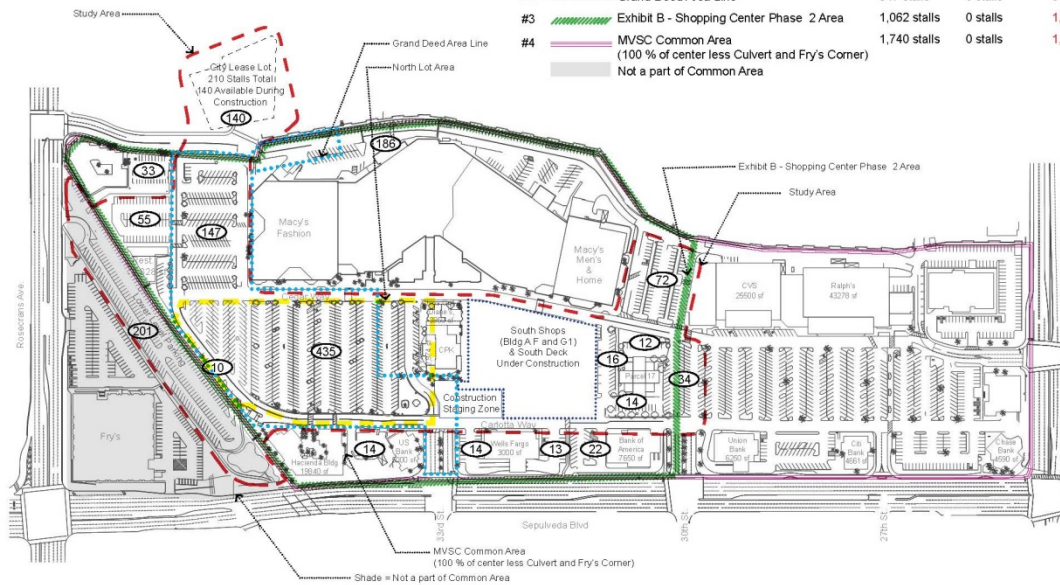 #3 Exhibit B - Shopping Center Phase 2 Area 1,062 stalls 0 stalls
#4 MVSC Common Area 1,740 stalls 0 stalls
(100 % of center less Culvert and Fry's Corner)
Not a part of Common Area
Study Area
Grand Deed Area Line
North Lot Area
City Lease Lot
210 Stalls Total
140 Available During
Construction
140
186
Exhibit B - Shopping Center Phase 2 Area
Study Area
33
55
147
Macy's
Fashion
Macy's
Men's
& Home
72
CVS
25500 sf
Ralph's
43278 sf
Rosecrans Ave.
201
10
435
CPK
South Shops
(Bldg A F and G1)
& South Deck
Under Construction
16
12
Parcel 17
14
34
Construction
Staging Zone
Carlotta Way
Fry's
Hacienda Bldg
19840 sf
14
US
Bank
14
Wells Fargo
3000 sf
13
22
Bank of
America
7650 sf
Union
Bank
6250 sf
Citi
Bank
4661 sf
Chase
Bank
4590 sf
33rd St.
Sepulveda Blvd
30th St.
27th St.
MVSC Common Area
(100 % of center less Culvert and Fry's Corner)
Shade = Not a part of Common Area